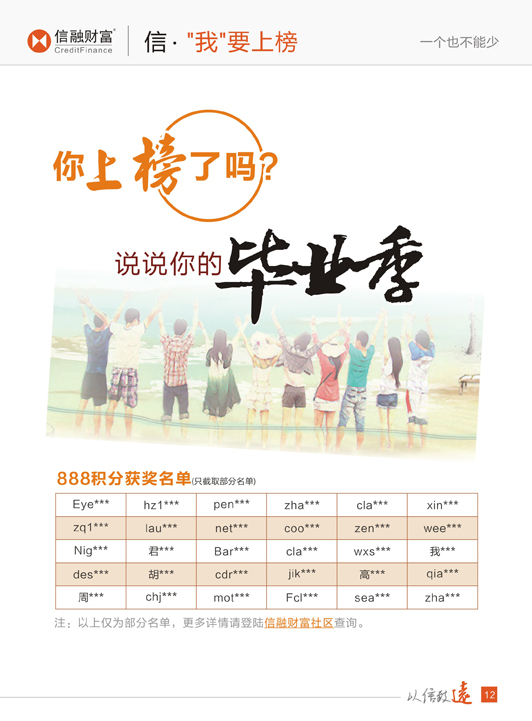 信融财富®
CreditFinance
信·"我"要上榜
一个也不能少
你上榜了吗?
说说你的毕业季
888积分获奖名单(只截取部分名单)
Eye*** hz1*** pen*** zha*** cla*** xin***
zq1*** lau*** net*** coo*** zen*** wee***
Nig*** 君*** Bar*** cla*** wxs*** 我***
des*** 胡*** cdr*** jik*** 高*** qia***
周*** chj*** mot*** Fcl*** sea*** zha***
注：以上仅为部分名单，更多详情请登陆信融财富社区查询。
以信致远 12